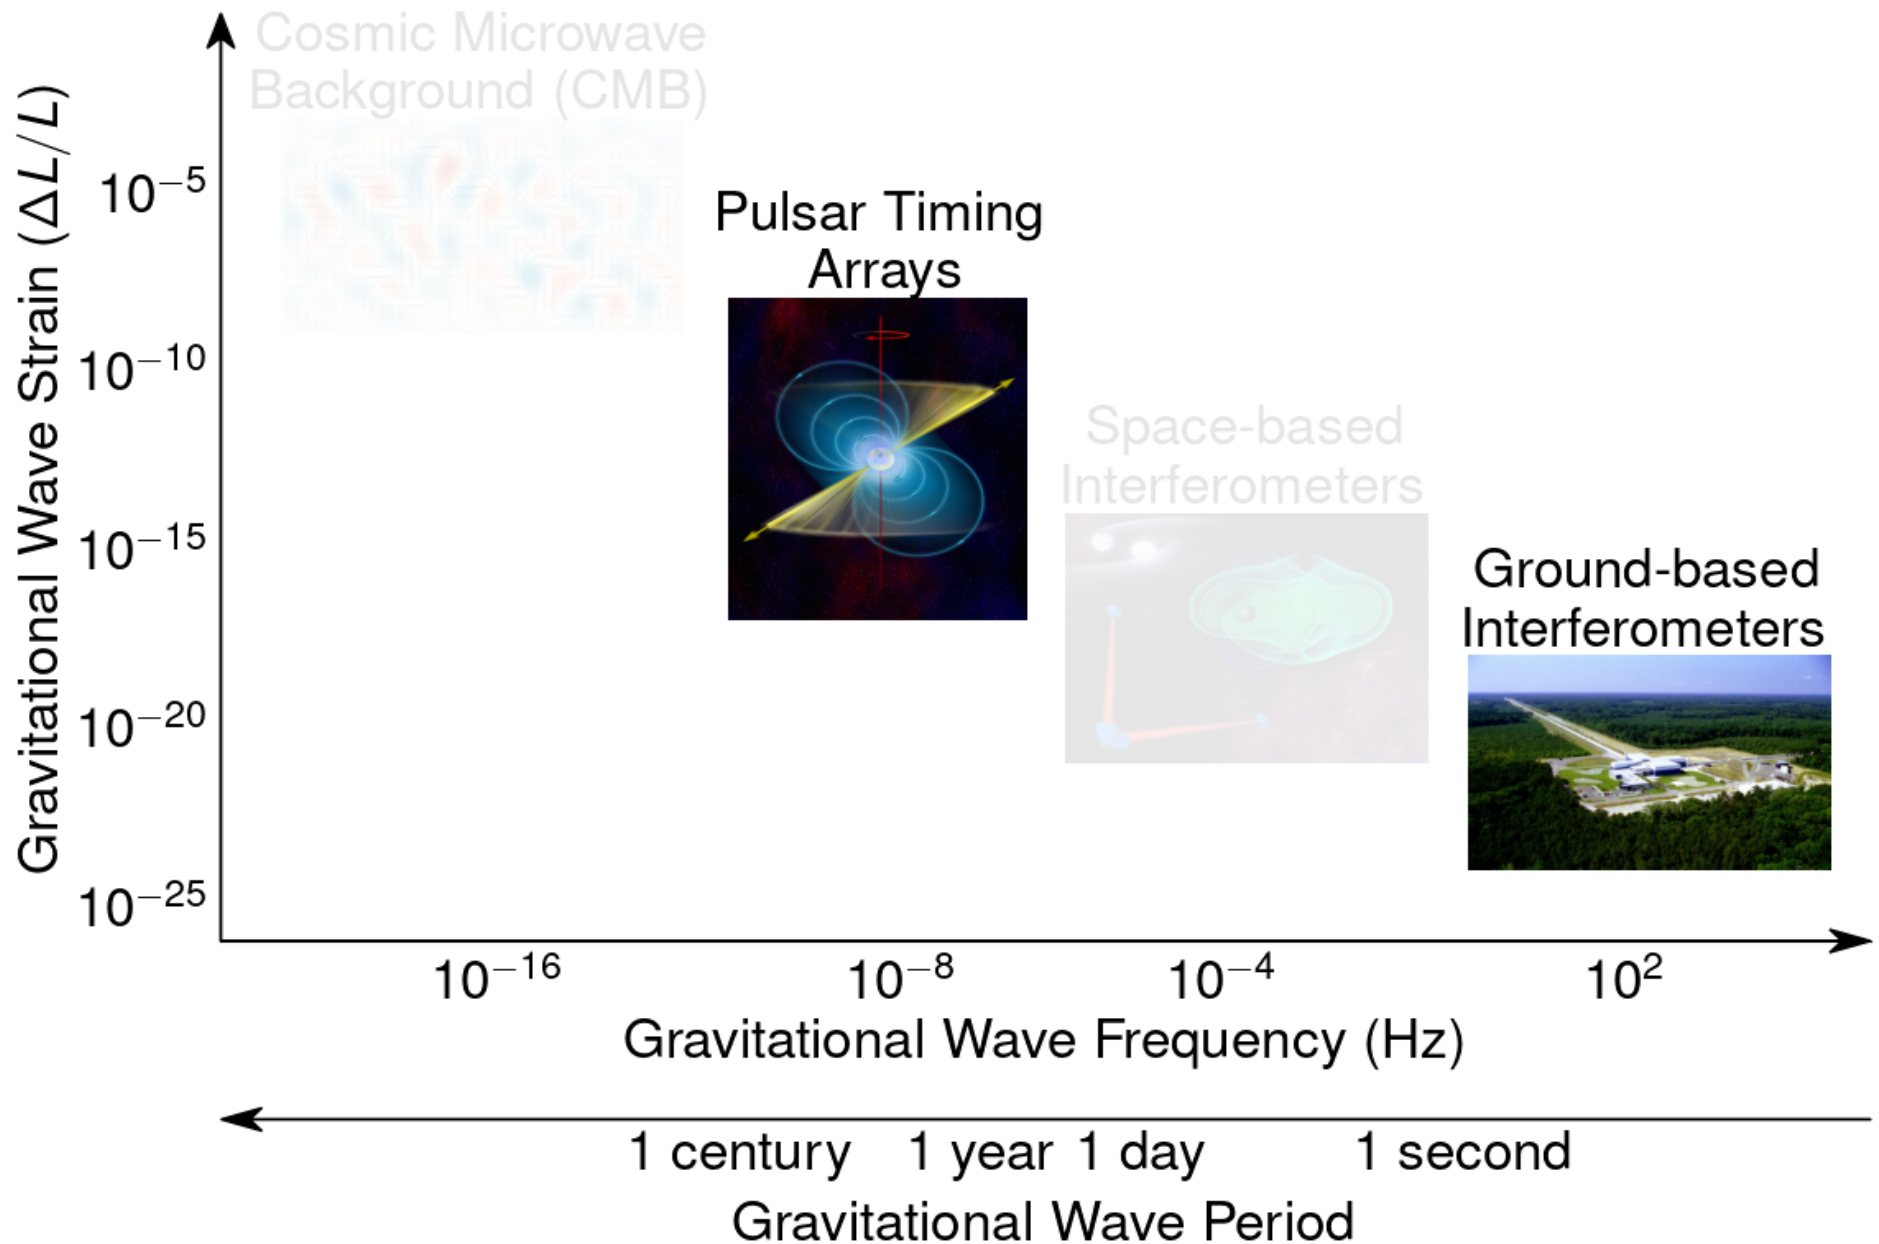 Cosmic Microwave
Background (CMB)
Gravitational Wave Strain (ΔL/L)
10⁻⁵
10⁻¹⁰
10⁻¹⁵
10⁻²⁰
10⁻²⁵
Pulsar Timing
Arrays
Space-based
Interferometers
Ground-based
Interferometers
10⁻¹⁶ 10⁻⁸ 10⁻⁴ 10²
Gravitational Wave Frequency (Hz)
1 century 1 year 1 day 1 second
Gravitational Wave Period